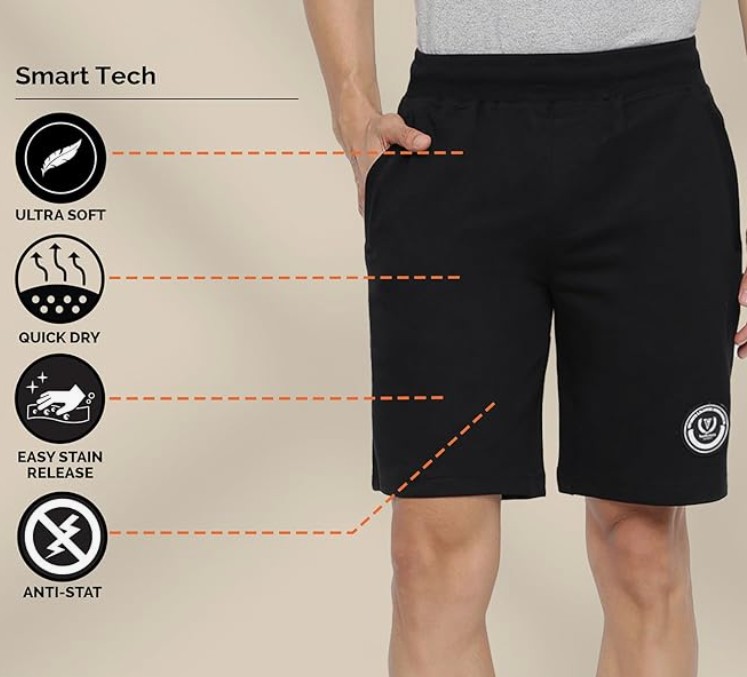 Smart Tech
ULTRA SOFT
QUICK DRY
EASY STAIN
RELEASE
ANTI-STAT